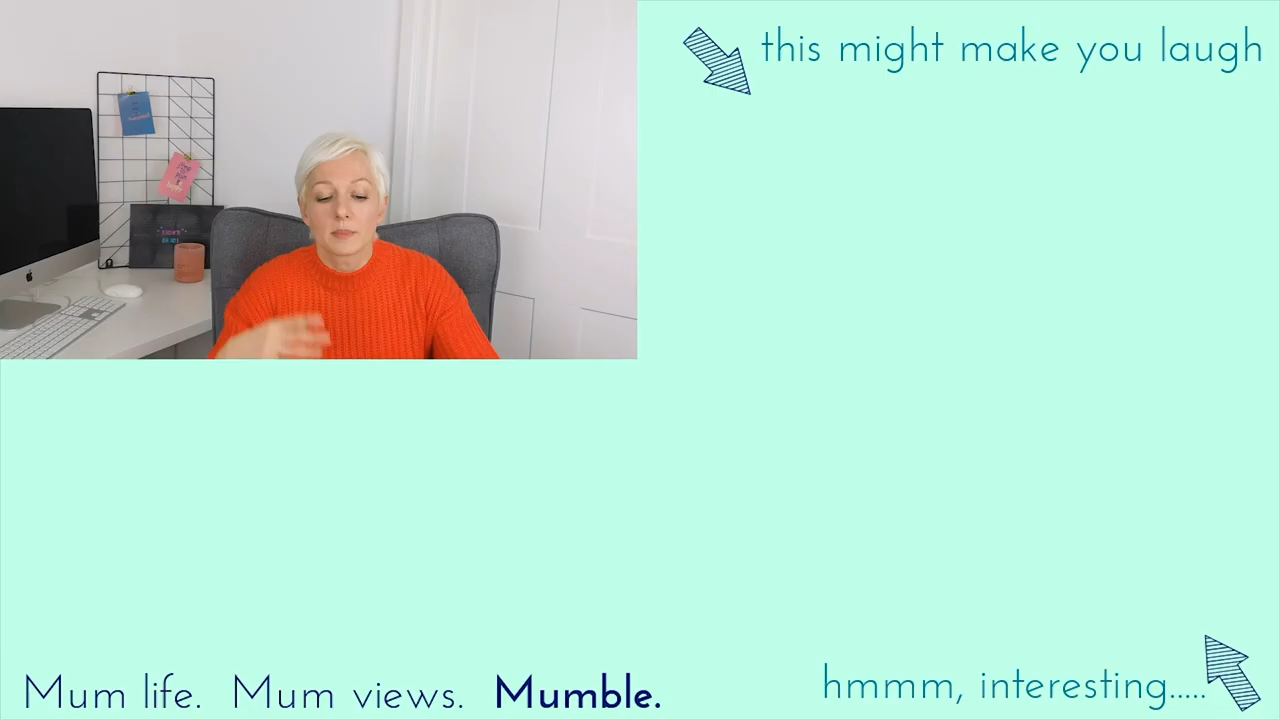 this might make you laugh
Mum life. Mum views. Mumble.
hmmm, interesting.....